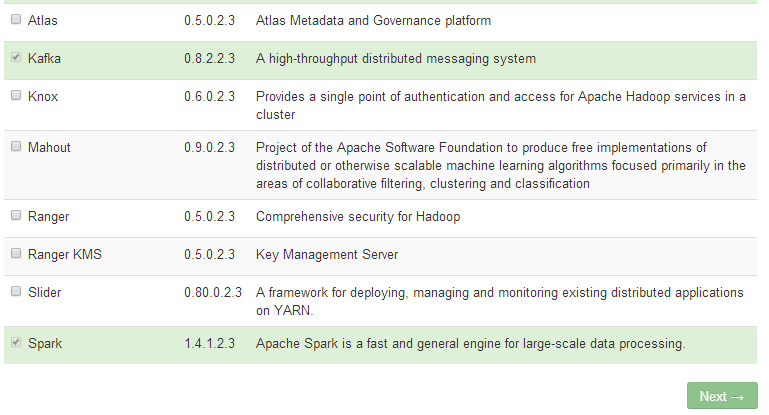 Atlas 0.5.0.2.3 Atlas Metadata and Governance platform
Kafka 0.8.2.2.3 A high-throughput distributed messaging system
Knox 0.6.0.2.3 Provides a single point of authentication and access for Apache Hadoop services in a
cluster
Mahout 0.9.0.2.3 Project of the Apache Software Foundation to produce free implementations of
distributed or otherwise scalable machine learning algorithms focused primarily in the
areas of collaborative filtering, clustering and classification
Ranger 0.5.0.2.3 Comprehensive security for Hadoop
Ranger KMS 0.5.0.2.3 Key Management Server
Slider 0.80.0.2.3 A framework for deploying, managing and monitoring existing distributed applications
on YARN.
Spark 1.4.1.2.3 Apache Spark is a fast and general engine for large-scale data processing.
Next →